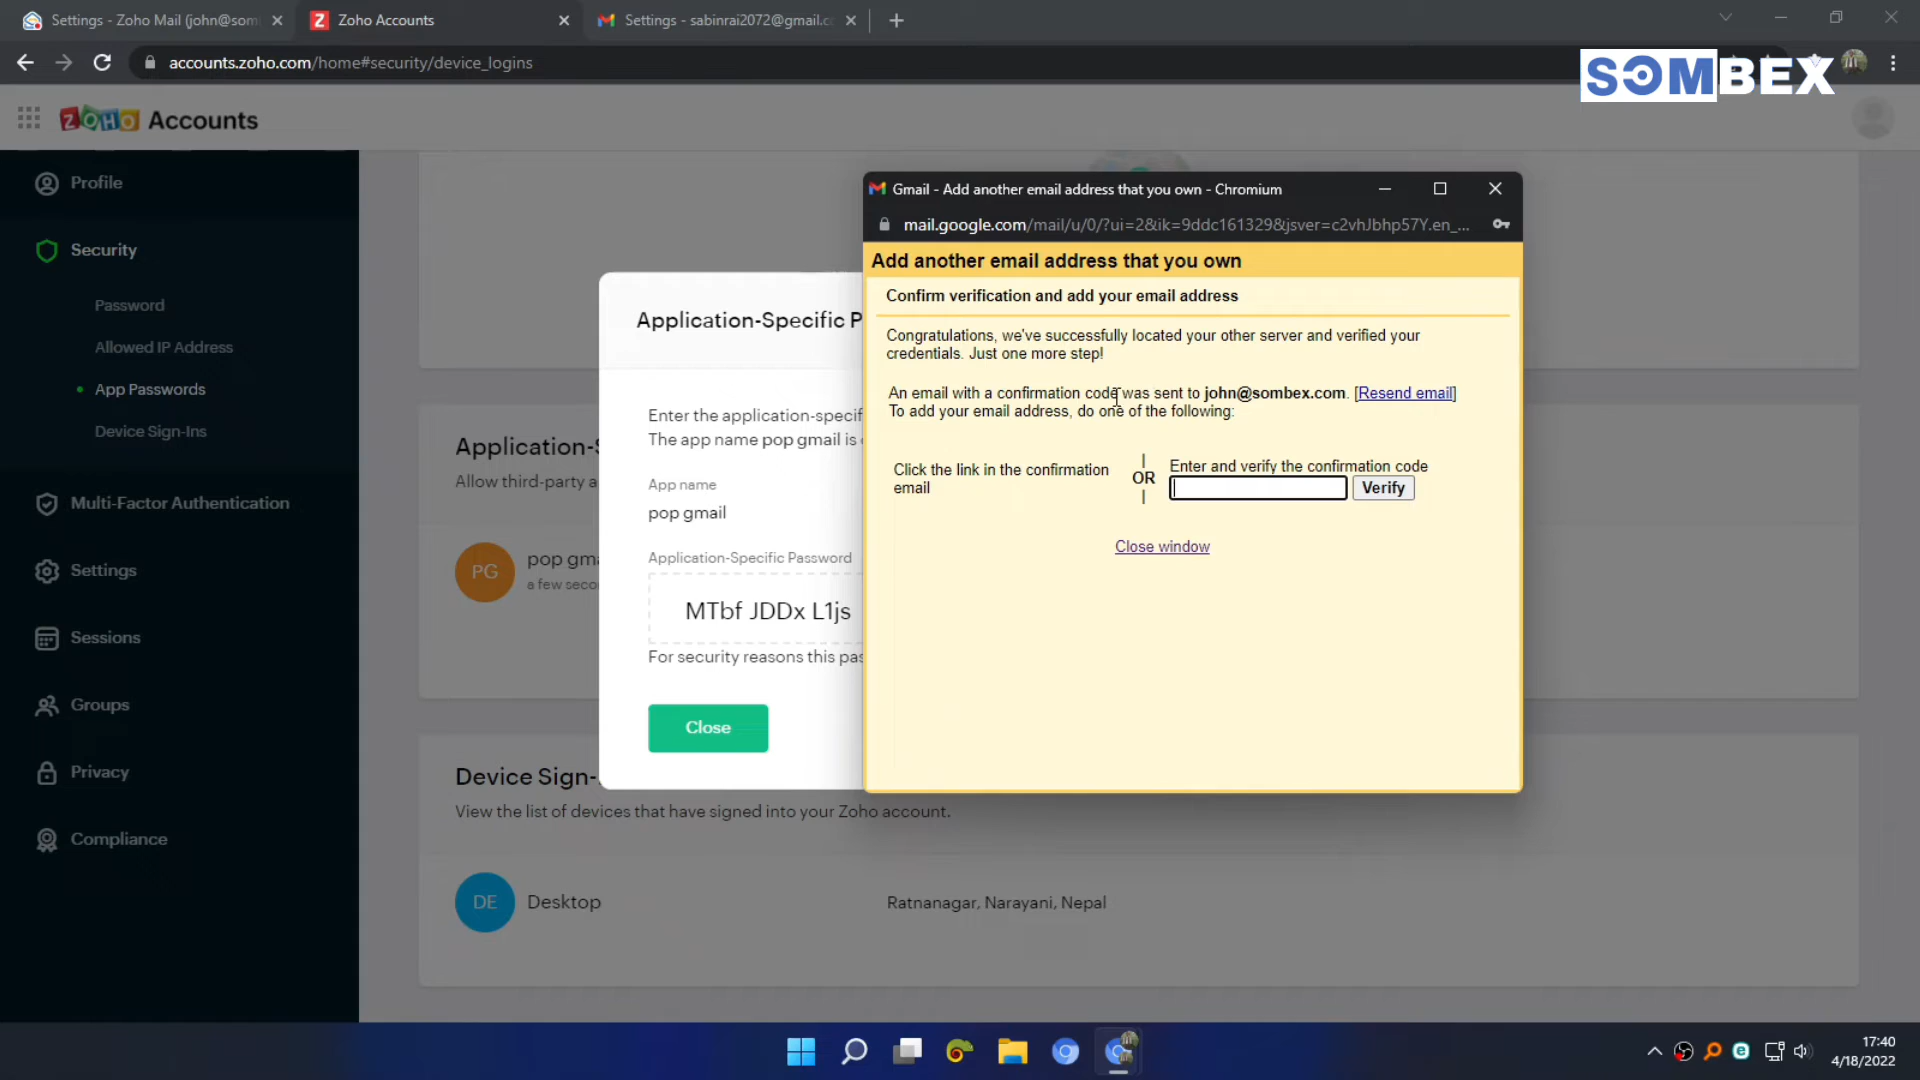 Settings - Zoho Mail (john@som
Zoho Accounts
Settings - sabinrai2072@gmail.c
accounts.zoho.com/home#security/device_logins
SOMBEX
ZOHO Accounts
Profile
Security
Password
Allowed IP Address
App Passwords
Device Sign-Ins
Multi-Factor Authentication
Settings
Sessions
Groups
Privacy
Compliance
Application-S
Allow third-party a
PG
pop gma
a few seco
Device Sign-
View the list of devices that have signed into your Zoho account.
DE
Desktop
Ratnanagar, Narayani, Nepal
Application-Specific P
Enter the application-specif
The app name pop gmail is
App name
pop gmail
Application-Specific Password
MTbf JDDx L1js
For security reasons this pas
Close
Gmail - Add another email address that you own - Chromium
mail.google.com/mail/u/0/?ui=2&ik=9ddc161329&jsver=c2vhJbhp57Y.en_...
Add another email address that you own
Confirm verification and add your email address
Congratulations, we've successfully located your other server and verified your
credentials. Just one more step!
An email with a confirmation code was sent to john@sombex.com. [Resend email]
To add your email address, do one of the following:
Click the link in the confirmation
email
OR
Enter and verify the confirmation code
Verify
Close window
17:40
4/18/2022